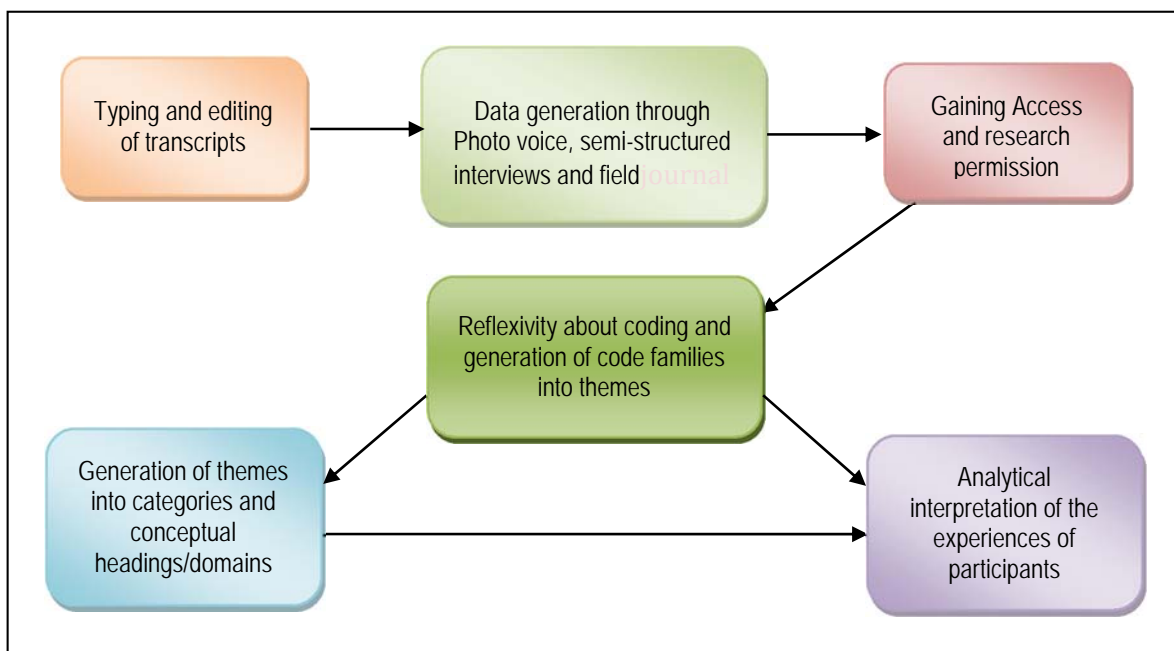 Typing and editing
of transcripts
Data generation through
Photo voice, semi-structured
interviews and field journal
Gaining Access
and research
permission
Reflexivity about coding and
generation of code families
into themes
Generation of themes
into categories and
conceptual
headings/domains
Analytical
interpretation of the
experiences of
participants